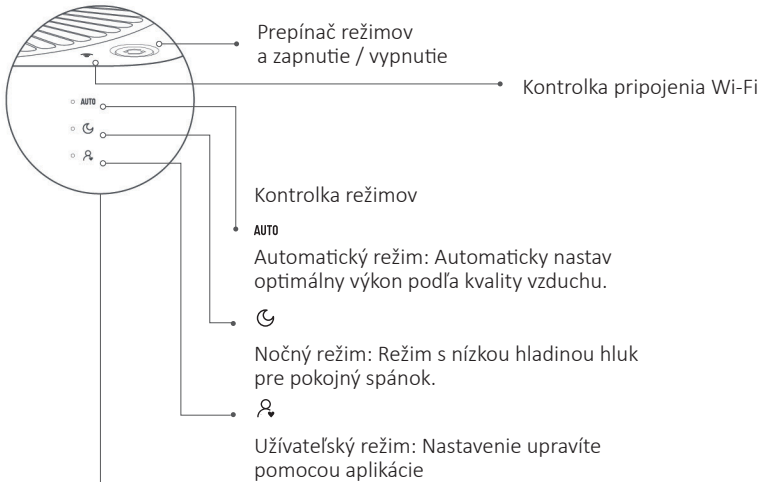 Prepínač režimov
a zapnutie / vypnutie
Kontrolka pripojenia Wi-Fi
AUTO
Kontrolka režimov
AUTO
Automatický režim: Automaticky nastav
optimálny výkon podľa kvality vzduchu.
Nočný režim: Režim s nízkou hladinou hluk
pre pokojný spánok.
Užívateľský režim: Nastavenie upravíte
pomocou aplikácie